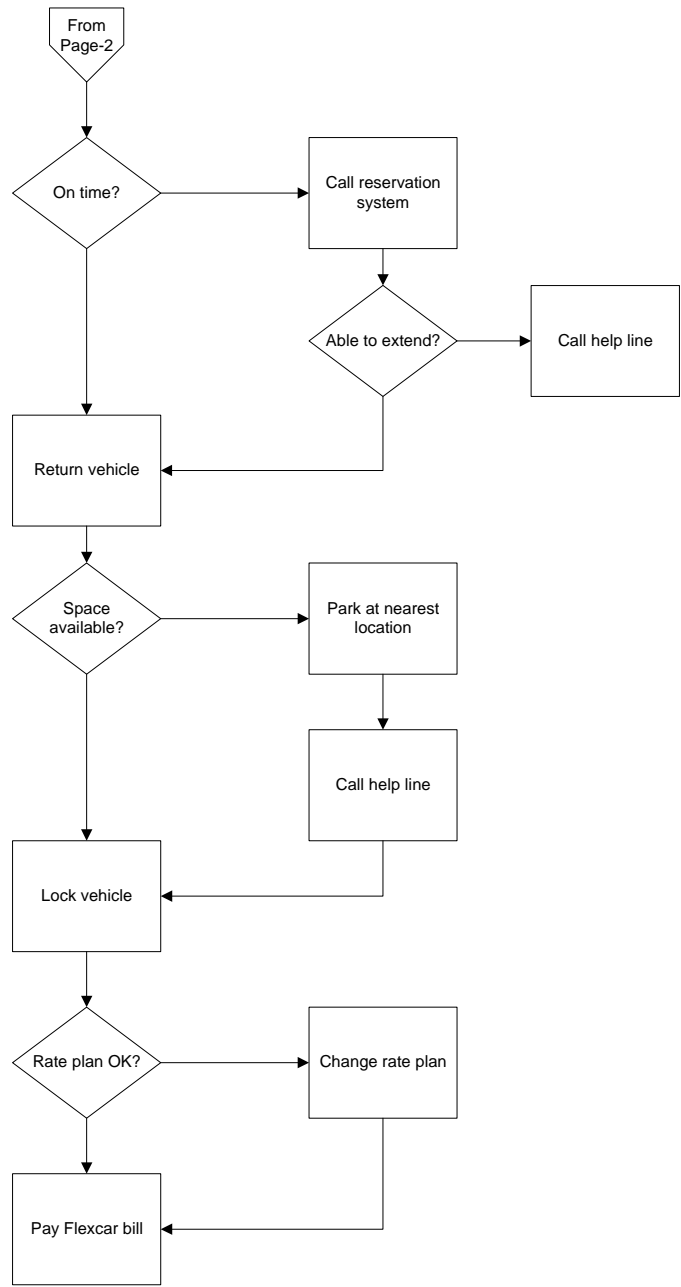 From
Page-2
On time?
Call reservation
system
Able to extend?
Call help line
Return vehicle
Space
available?
Park at nearest
location
Call help line
Lock vehicle
Rate plan OK?
Change rate plan
Pay Flexcar bill